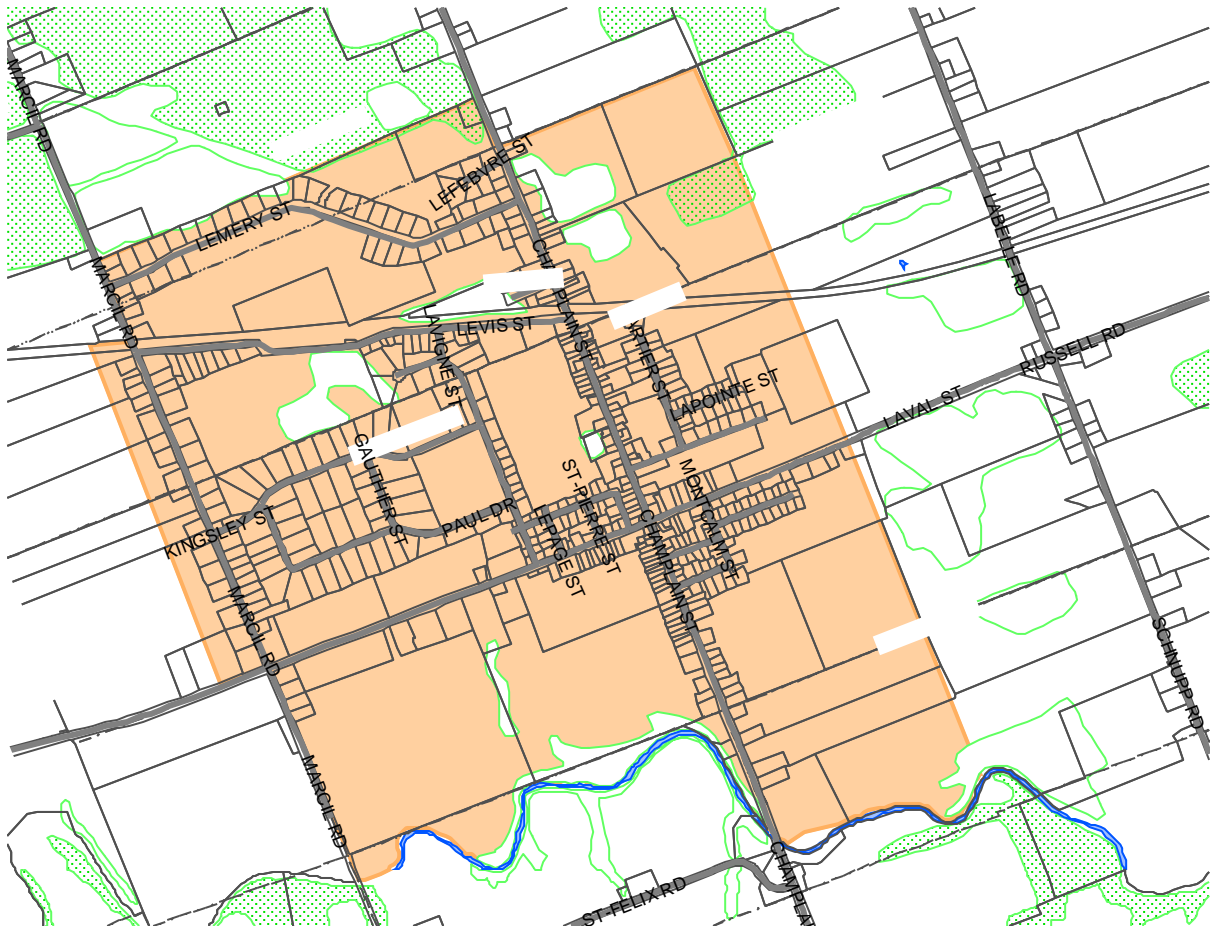 MARCIL RD
LEFEBVRE ST
LEMERY ST
LABELLE RD
MARCIL RD
CHAMPLAIN ST
LEVIS ST
LAVIGNE ST
RUSSELL RD
LAPOINTE ST
LAVAL ST
GAUTHIER ST
ST-PIERRE ST
MONTCALM ST
PAUL DR
KINGSLEY ST
LEPAGE ST
CHAMPLAIN ST
MARCIL RD
SCHNUPP RD
MARCIL RD
ST-FELIX RD